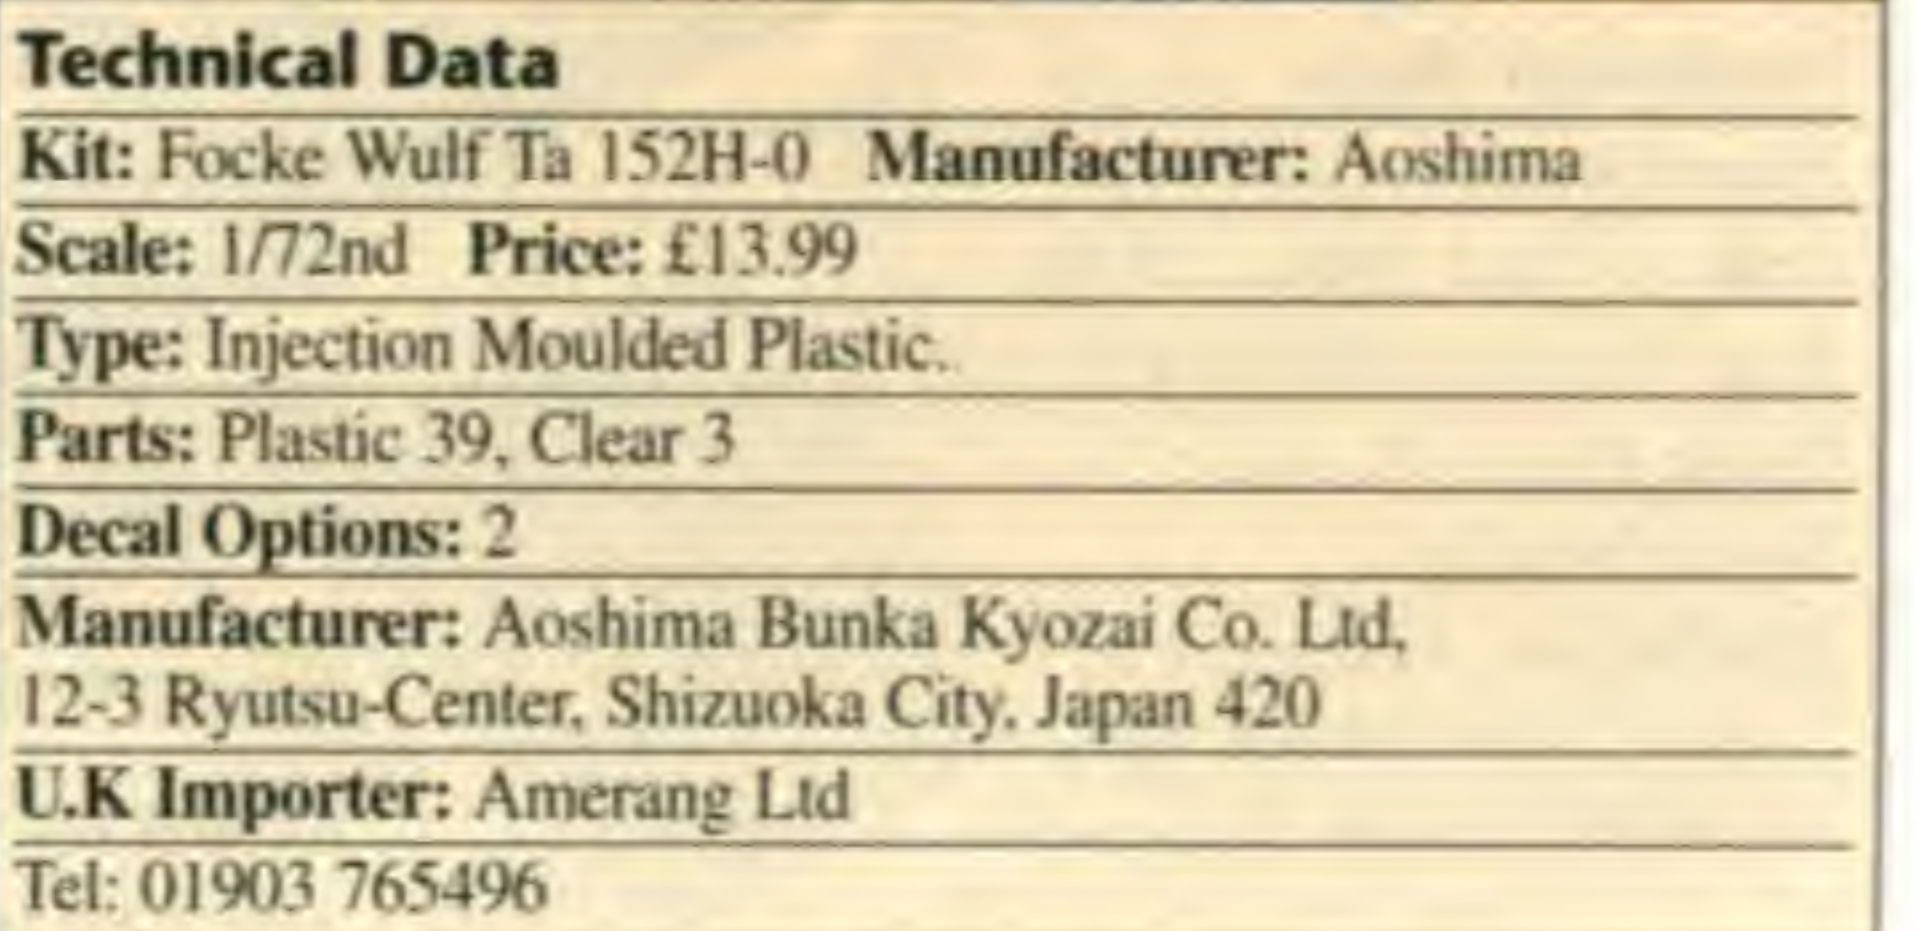 Technical Data
Kit: Focke Wulf Ta 152H-0 Manufacturer: Aoshima
Scale: 1/72nd Price: £13.99
Type: Injection Moulded Plastic..
Parts: Plastic 39, Clear 3
Decal Options: 2
Manufacturer: Aoshima Bunka Kyozai Co. Ltd,
12-3 Ryutsu-Center, Shizuoka City, Japan 420
U.K Importer: Amerang Ltd
Tel: 01903 765496